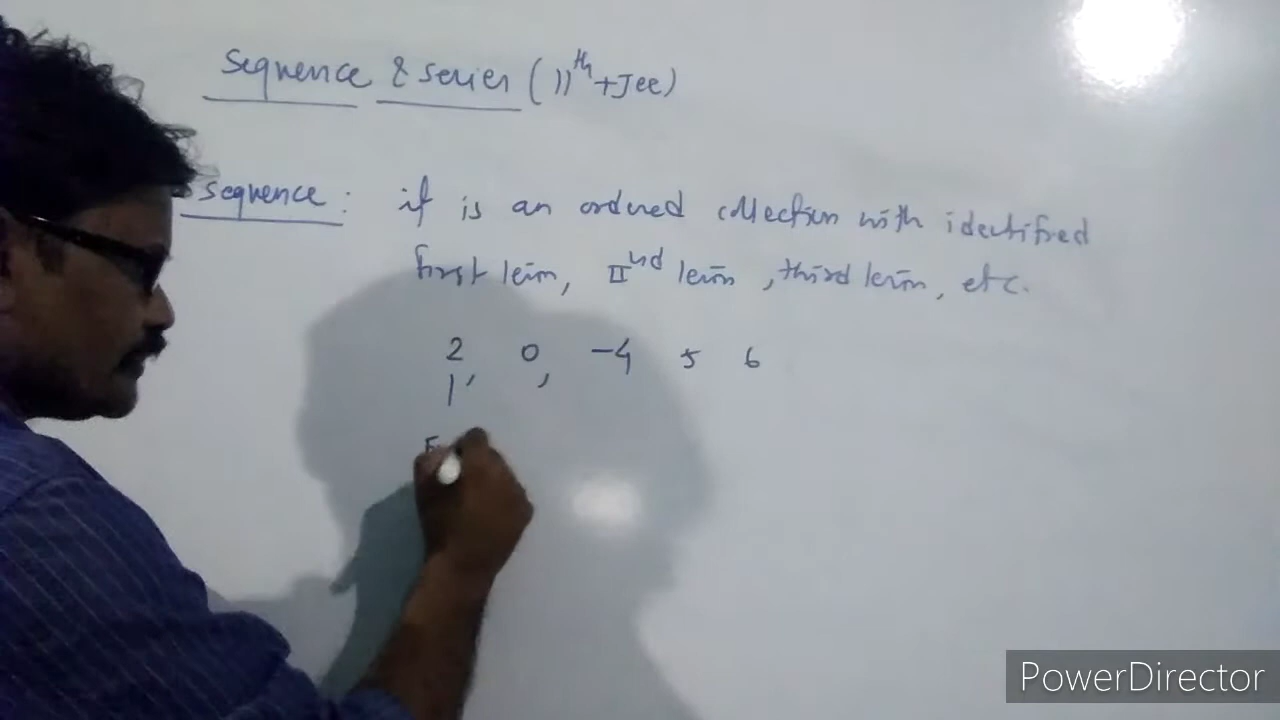 Sequence & series (11th + Jee)
Sequence : it is an ordered collection with identified
first term, IInd term, third term, etc.
2, 0, -4 5 6
F
PowerDirector